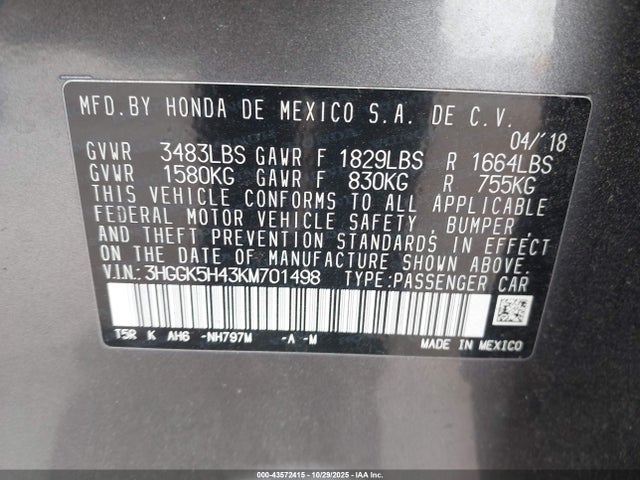 MFD. BY HONDA DE MEXICO S.A. DE C.V.
04/'18
GVWR 3483LBS GAWR F 1829LBS R 1664LBS
GVWR 1580KG GAWR F 830KG R 755KG
THIS VEHICLE CONFORMS TO ALL APPLICABLE
FEDERAL MOTOR VEHICLE SAFETY, BUMPER,
AND THEFT PREVENTION STANDARDS IN EFFECT
ON THE DATE OF MANUFACTURE SHOWN ABOVE.
V.I.N.: 3HGGK5H43KM701498 TYPE:PASSENGER CAR
T5R K AH6 -NH797M -A -M
MADE IN MEXICO
000-43572415 | 10/29/2025 | IAA Inc.